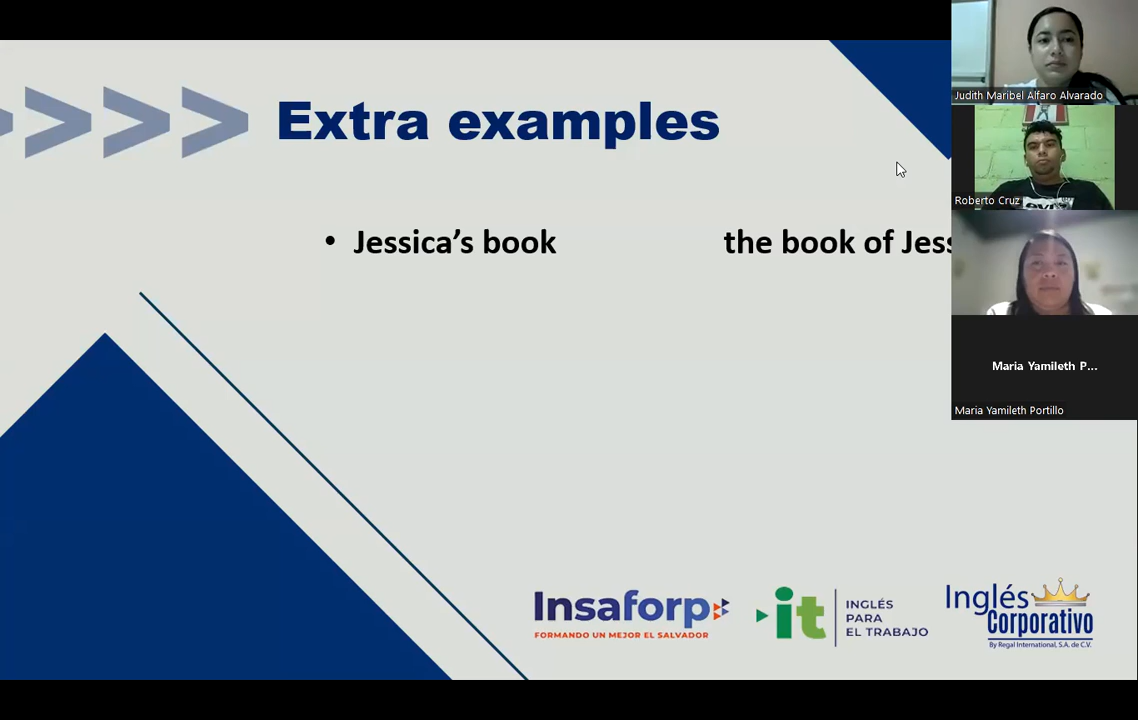 Extra examples
• Jessica's book
the book of Jess
Judith Maribel Alfaro Alvarado
Roberto Cruz
Maria Yamileth P...
Maria Yamileth Portillo
Insaforp
FORMANDO UN MEJOR EL SALVADOR
it
INGLÉS
PARA
EL TRABAJO
Inglés
Corporativo
By Regal International, S.A. de C.V.